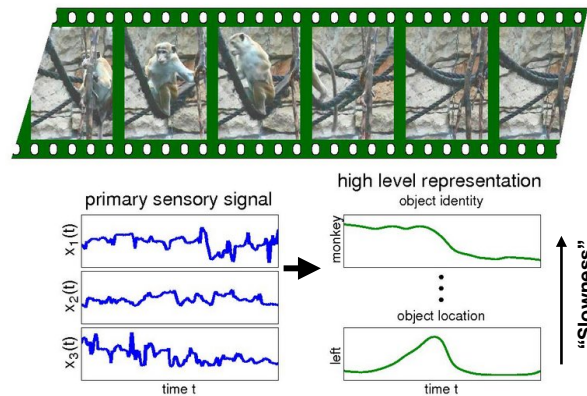 primary sensory signal
x1(t)
x2(t)
x3(t)
time t
high level representation
object identity
monkey
object location
left
time t
“Slowness”